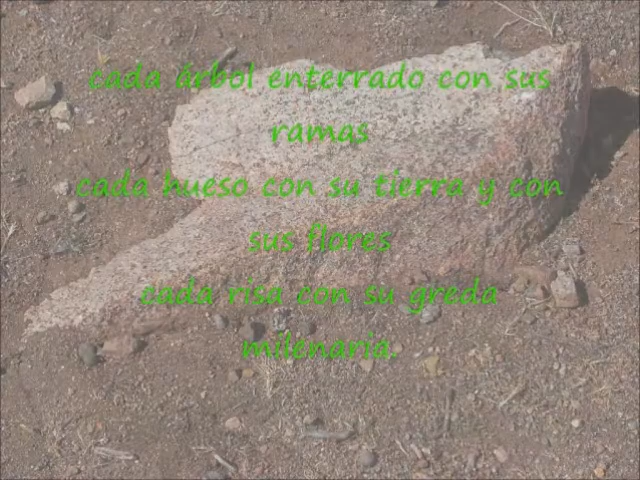 cada árbol enterrado con sus
ramas
cada hueso con su tierra y con
sus flores
cada risa con su greda
milenaria.